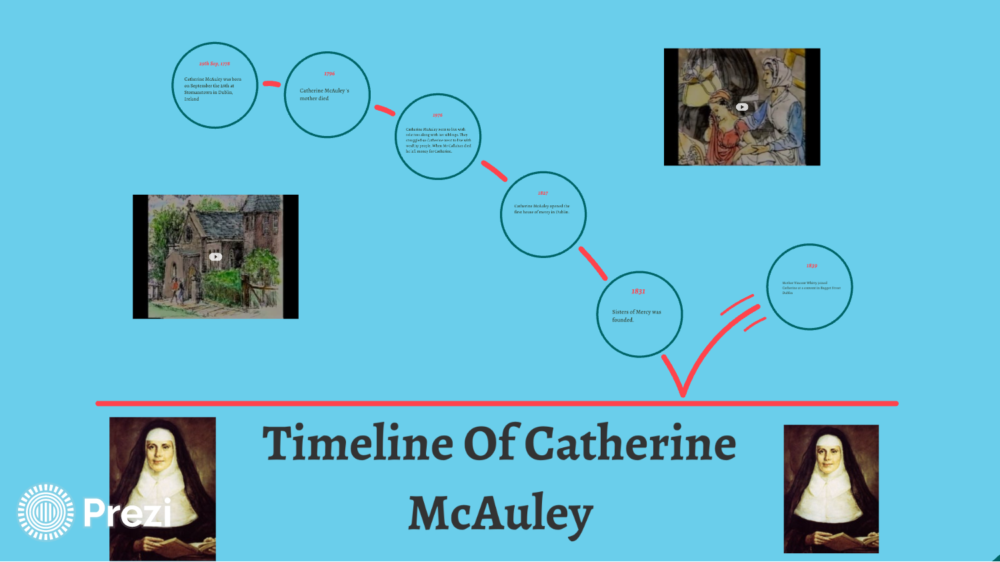 29th Sep, 1778
Catherine McAuley was born
on September the 29th at
Stomanstown in Dublin,
Ireland
1796
Catherine McAuley 's
mother died
1976
Catherine McAuley went to live with
relatives along with her siblings. They
struggled so Catherine went to live with
wealthy people. When Mr Callahan died
he left money for Catherine.
1827
Catherine McAuley opened the
first house of mercy in Dublin.
1831
Sisters of Mercy was
founded.
1839
Mother Vincent Whitty joined
Catherine at a convent in Baggot Street
Dublin
Timeline Of Catherine
McAuley
Prezi